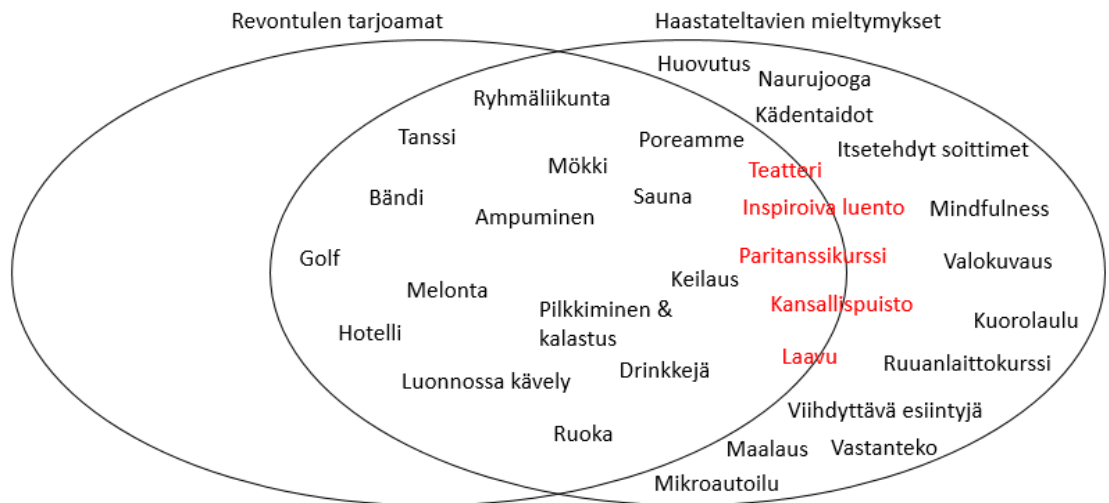 Revontulen tarjoamat
Haastateltavien mieltymykset
Huovutus
Naurujooga
Ryhmäliikunta
Kädentaidot
Tanssi
Poreamme
Itsetehdyt soittimet
Mökki
Teatteri
Bändi
Sauna
Inspiroiva luento
Mindfulness
Ampuminen
Golf
Paritanssikurssi
Valokuvaus
Keilaus
Melonta
Kansallispuisto
Pilkkiminen &
kalastus
Kuorolaulu
Hotelli
Laavu
Ruuanlaittokurssi
Drinkkejä
Luonnossa kävely
Viihdyttävä esiintyjä
Ruoka
Maalaus
Vastanteko
Mikroautoilu